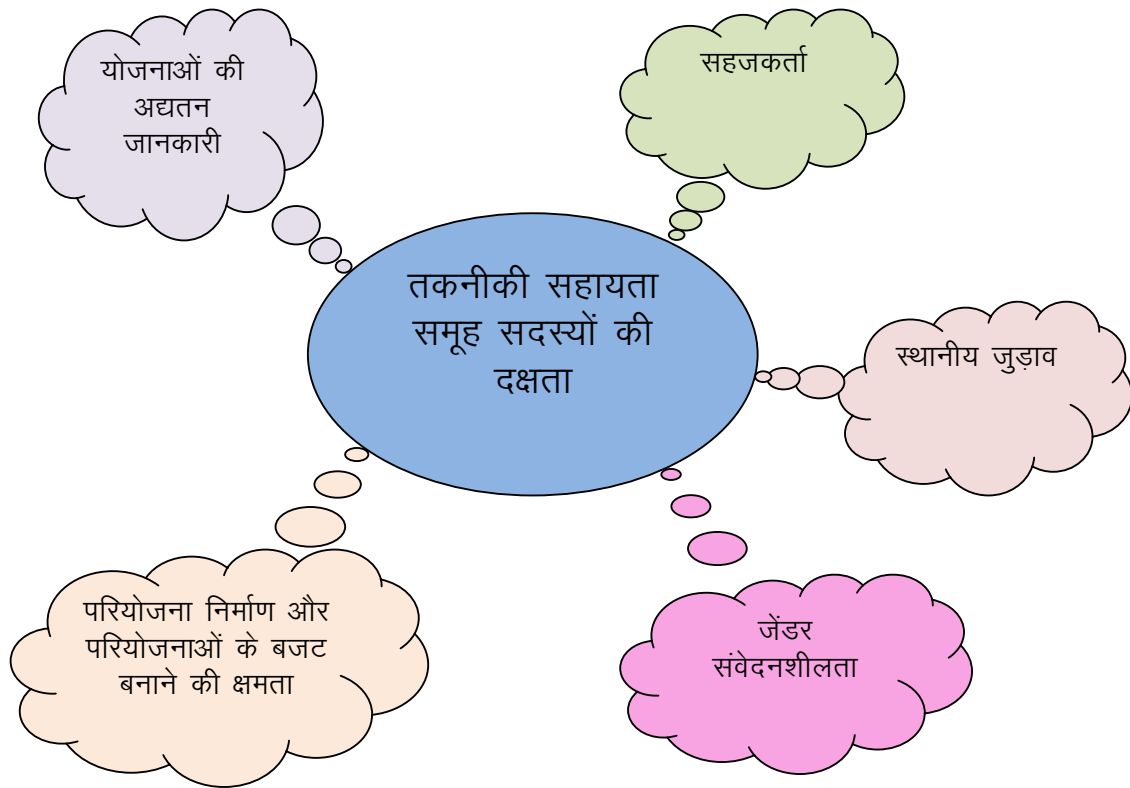 योजनाओं की
अद्यतन
जानकारी
सहजकर्ता
तकनीकी सहायता
समूह सदस्यों की
दक्षता
स्थानीय जुड़ाव
परियोजना निर्माण और
परियोजनाओं के बजट
बनाने की क्षमता
जेंडर
संवेदनशीलता